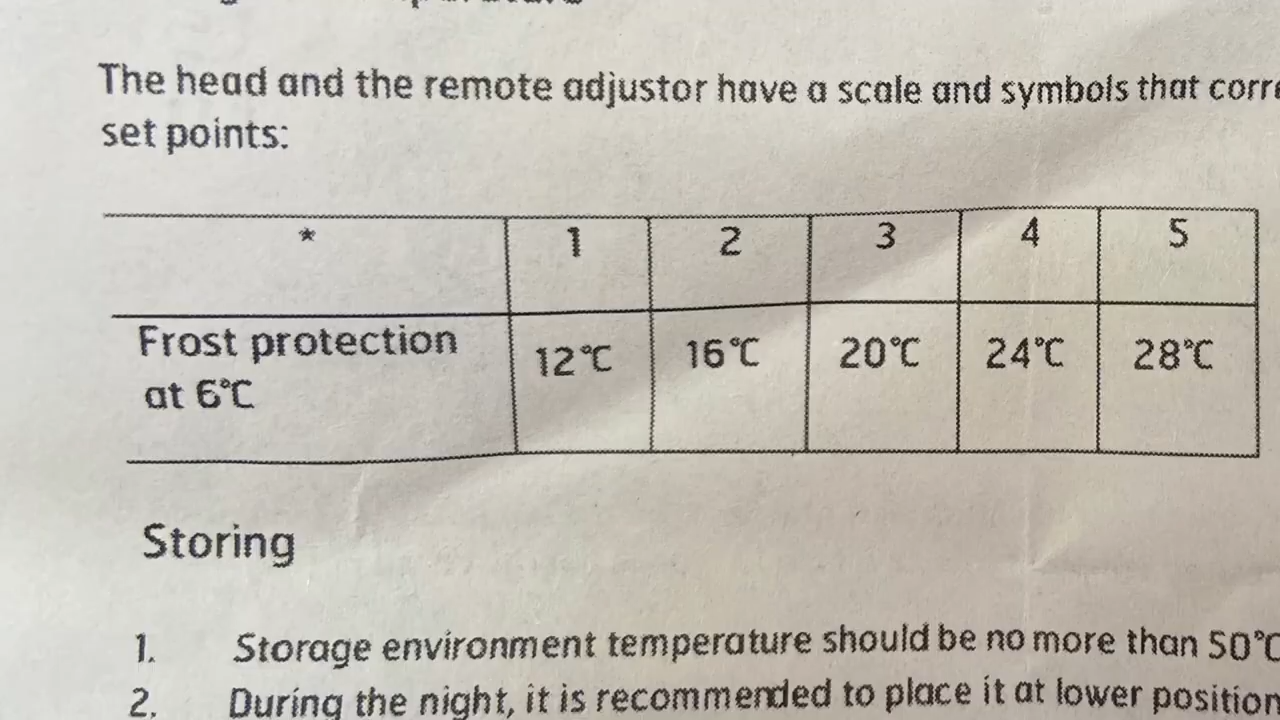 The head and the remote adjustor have a scale and symbols that
set points:
* 1 2 3 4 5
Frost protection
at 6°C 12°C 16°C 20°C 24°C 28°C
Storing
1. Storage environment temperature should be no more than 50°C
2. During the night, it is recommended to place it at lower position